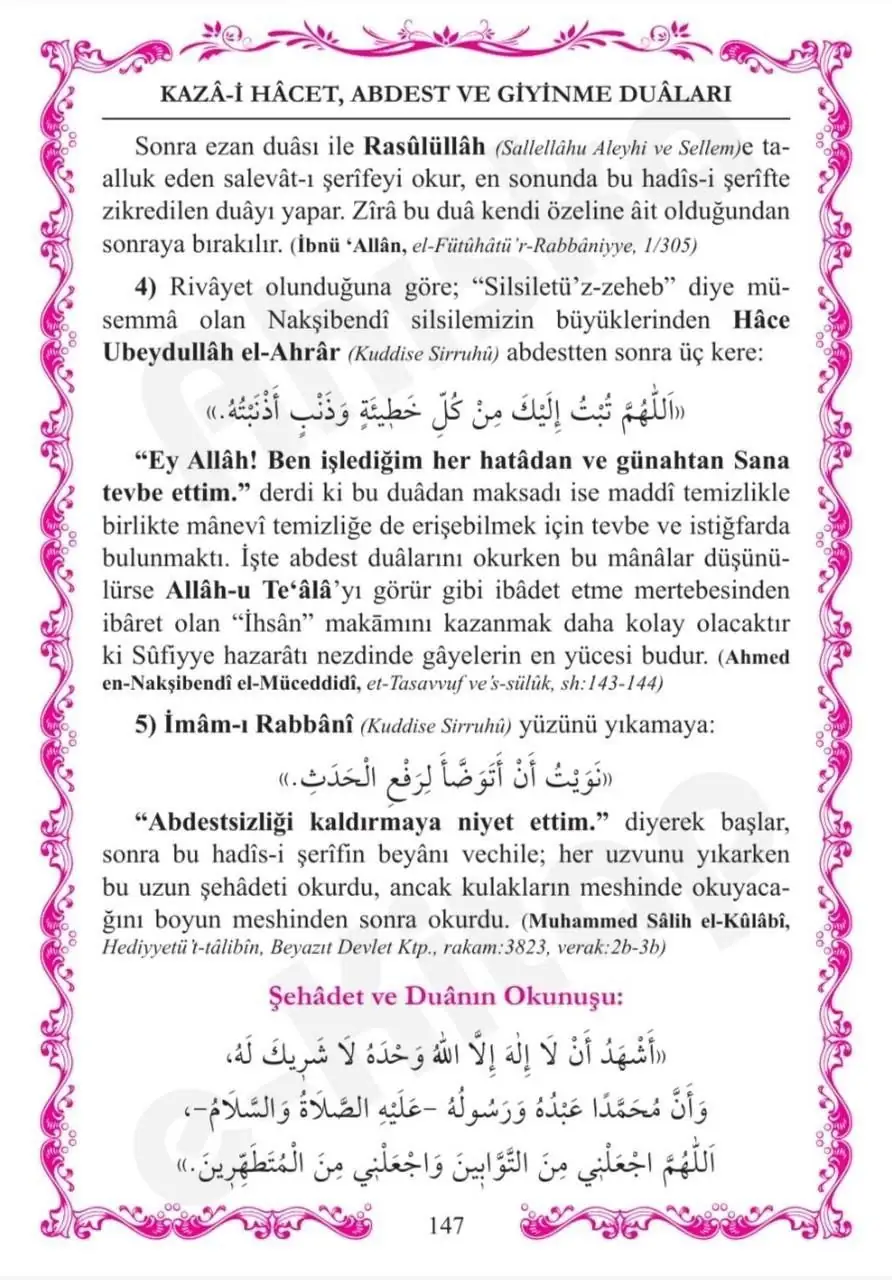 KAZÂ-İ HÂCET, ABDEST VE GİYİNME DUÂLARI
Sonra ezan duâsı ile Rasûlüllâh (Sallellâhu Aleyhi ve Sellem)e ta-
alluk eden salevât-ı şerîfeyi okur, en sonunda bu hadîs-i şerîfte
zikredilen duâyı yapar. Zîrâ bu duâ kendi özeline âit olduğundan
sonraya bırakılır. (İbnü ‘Allân, el-Fütûhâtü’r-Rabbâniyye, 1/305)
4) Rivâyet olunduğuna göre; “Silsiletü’z-zeheb” diye mü-
semmâ olan Nakşibendî silsilemizin büyüklerinden Hâce
Ubeydullâh el-Ahrâr (Kuddise Sirruhû) abdestten sonra üç kere:
«اَللّٰهُمَّ تُبْتُ إِلَيْكَ مِنْ كُلِّ خَطِيئَةٍ وَذَنْبٍ أَذْنَبْتُهُ.»
“Ey Allâh! Ben işlediğim her hatâdan ve günahtan Sana
tevbe ettim.” derdi ki bu duâdan maksadı ise maddî temizlikle
birlikte mânevî temizliğe de erişebilmek için tevbe ve istiğfarda
bulunmaktı. İşte abdest duâlarını okurken bu mânâlar düşünü-
lürse Allâh-u Te‘âlâ’yı görür gibi ibâdet etme mertebesinden
ibâret olan “İhsân” makāmını kazanmak daha kolay olacaktır
ki Sûfiyye hazarâtı nezdinde gâyelerin en yücesi budur. (Ahmed
en-Nakşibendî el-Müceddidî, et-Tasavvuf ve’s-sülûk, sh:143-144)
5) İmâm-ı Rabbânî (Kuddise Sirruhû) yüzünü yıkamaya:
«نَوَيْتُ أَنْ أَتَوَضَّأَ لِرَفْعِ الْحَدَثِ.»
“Abdestsizliği kaldırmaya niyet ettim.” diyerek başlar,
sonra bu hadîs-i şerîfin beyânı vechile; her uzvunu yıkarken
bu uzun şehâdeti okurdu, ancak kulakların meshinde okuyaca-
ğını boyun meshinden sonra okurdu. (Muhammed Sâlih el-Kûlâbî,
Hediyyetü’t-tâlibîn, Beyazıt Devlet Ktp., rakam:3823, verak:2b-3b)
Şehâdet ve Duânın Okunuşu:
«أَشْهَدُ أَنْ لَا إِلٰهَ إِلَّا اللّٰهُ وَحْدَهُ لَا شَرِيكَ لَهُ،
وَأَنَّ مُحَمَّدًا عَبْدُهُ وَرَسُولُهُ –عَلَيْهِ الصَّلَاةُ وَالسَّلَامُ–،
اَللّٰهُمَّ اجْعَلْنِي مِنَ التَّوَّابِينَ وَاجْعَلْنِي مِنَ الْمُتَطَهِّرِينَ.»
147